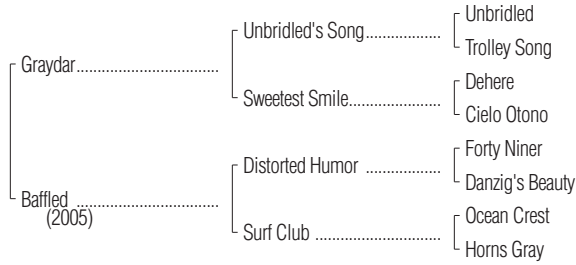 Unbridled
Unbridled's Song....................
Trolley Song
Graydar......................................
Dehere
Sweetest Smile.........................
Cielo Otono
Forty Niner
Distorted Humor ....................
Danzig's Beauty
Baffled ......................................
(2005)
Ocean Crest
Surf Club ..................................
Horns Gray